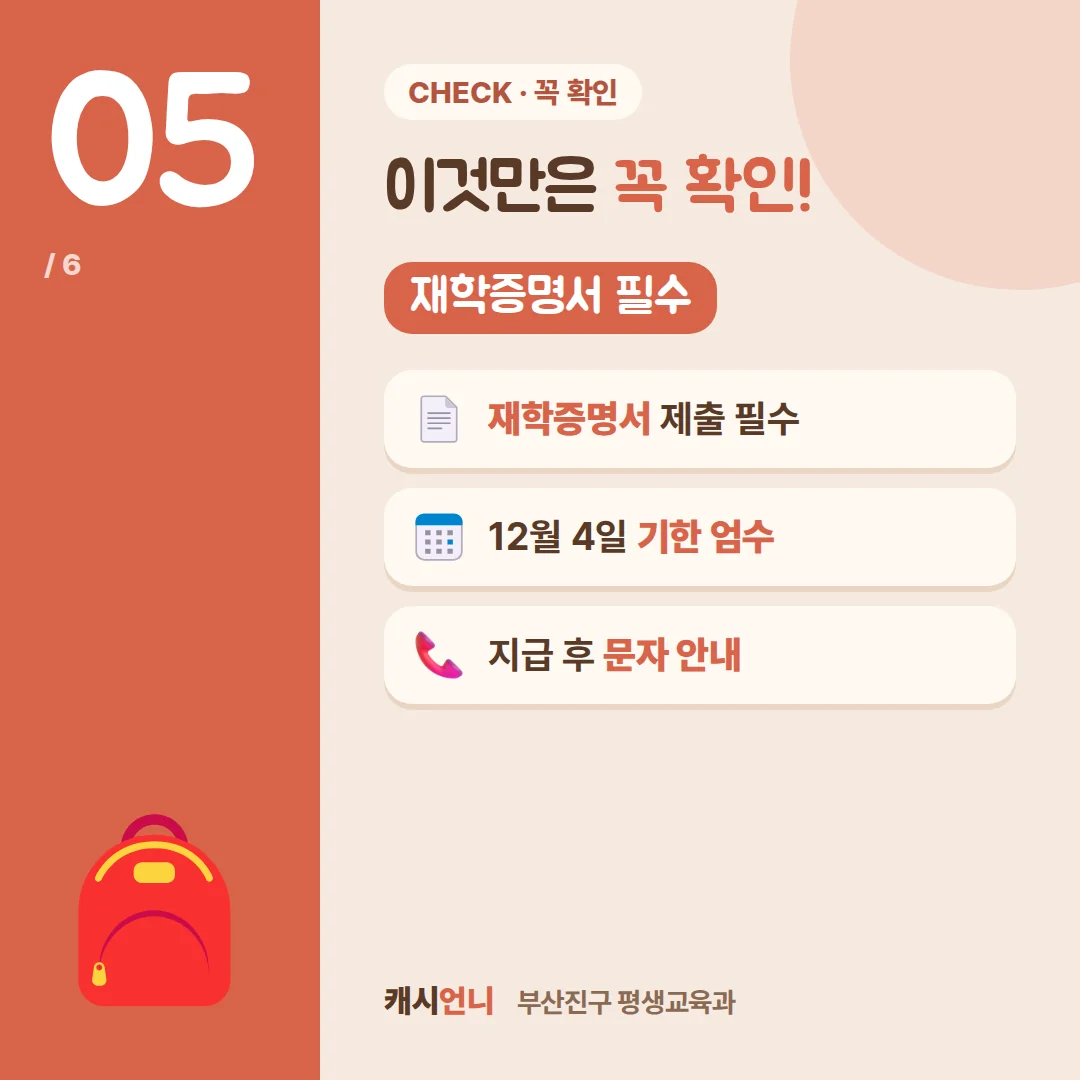 05
/ 6
CHECK · 꼭 확인
이것만은 꼭 확인!
재학증명서 필수
재학증명서 제출 필수
12월 4일 기한 엄수
지급 후 문자 안내
캐시언니 부산진구 평생교육과